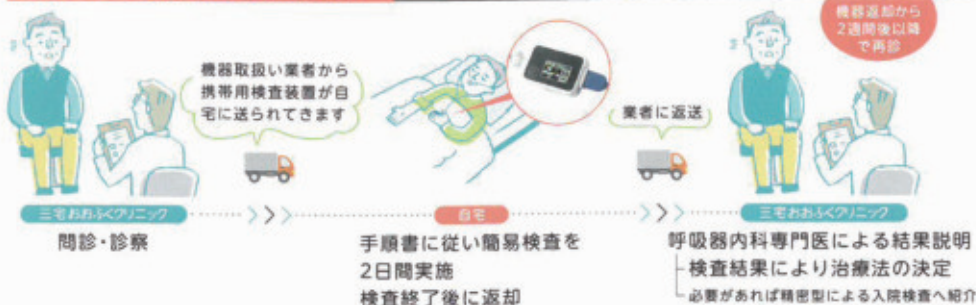 機器返却から
2週間後以降
で再診
機器取扱い業者から
携帯用検査装置が自
宅に送られてきます
業者に返送
三宅おおふくクリニック
自宅
三宅おおふくクリニック
問診・診察
手順書に従い簡易検査を
2日間実施
検査終了後に返却
呼吸器内科専門医による結果説明
検査結果により治療法の決定
必要があれば精密型による入院検査へ紹介